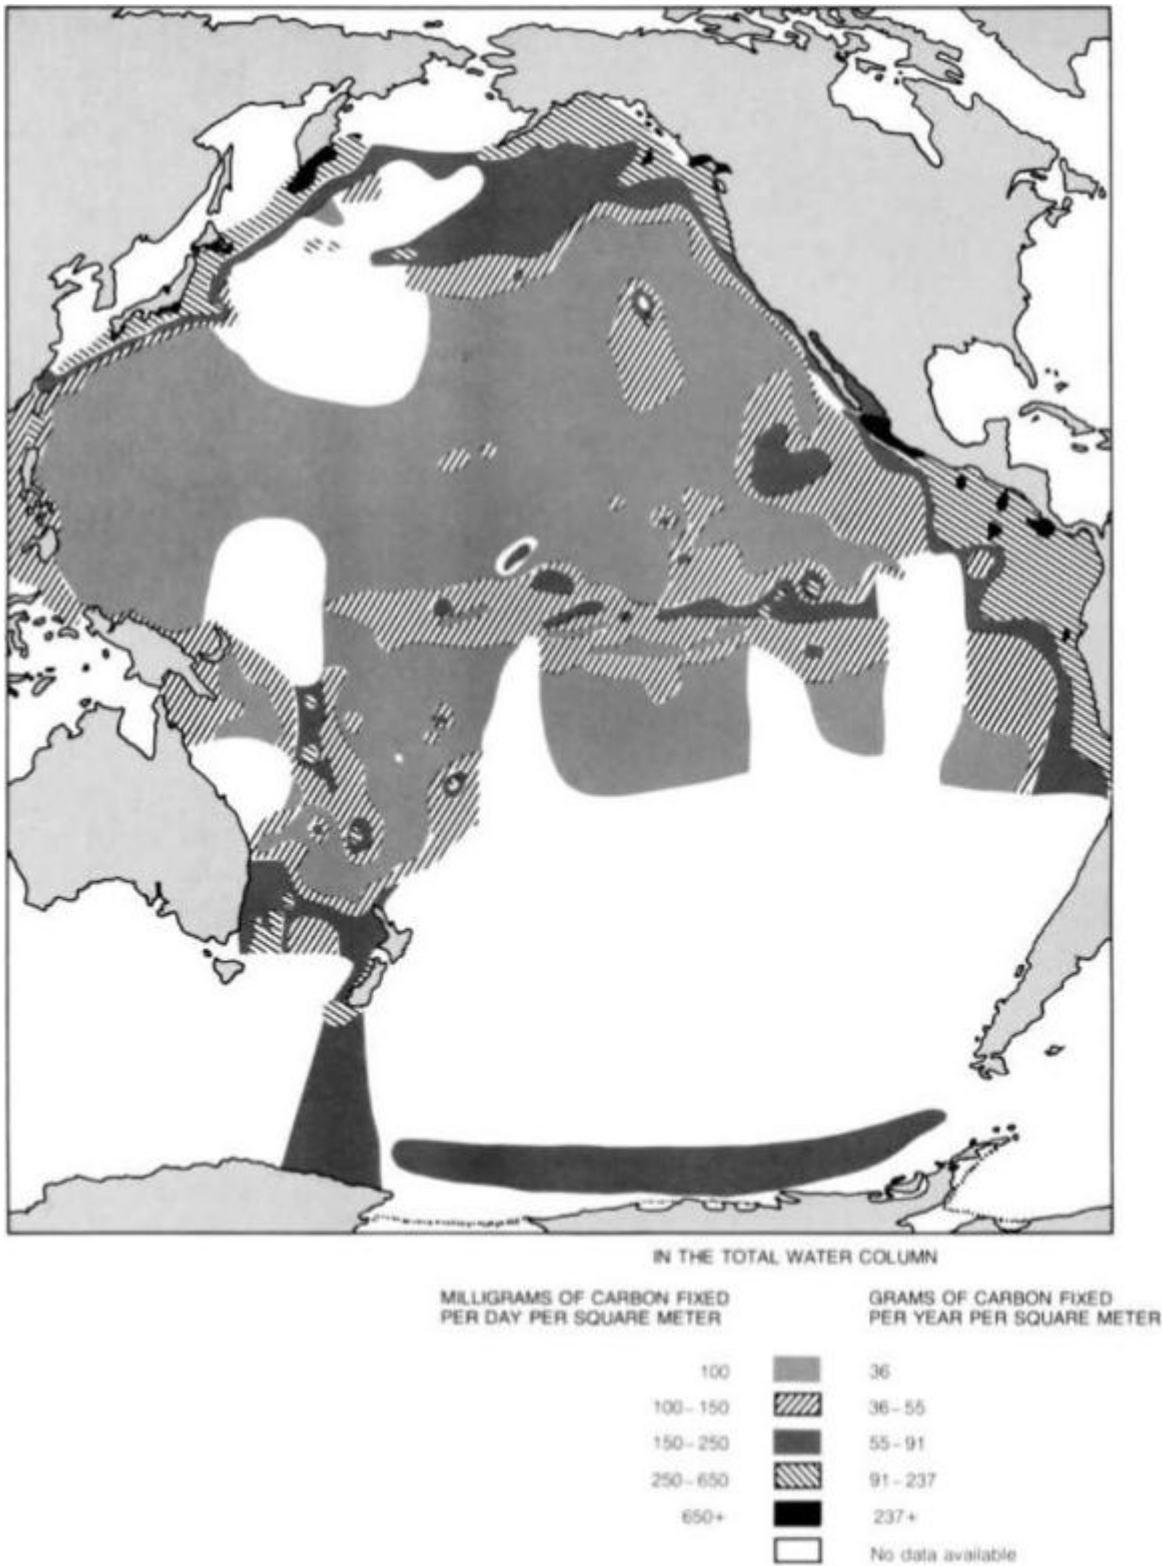 IN THE TOTAL WATER COLUMN
MILLIGRAMS OF CARBON FIXED
PER DAY PER SQUARE METER
GRAMS OF CARBON FIXED
PER YEAR PER SQUARE METER
100 36
100-150 36-55
150-250 55-91
250-650 91-237
650+ 237+
No data available